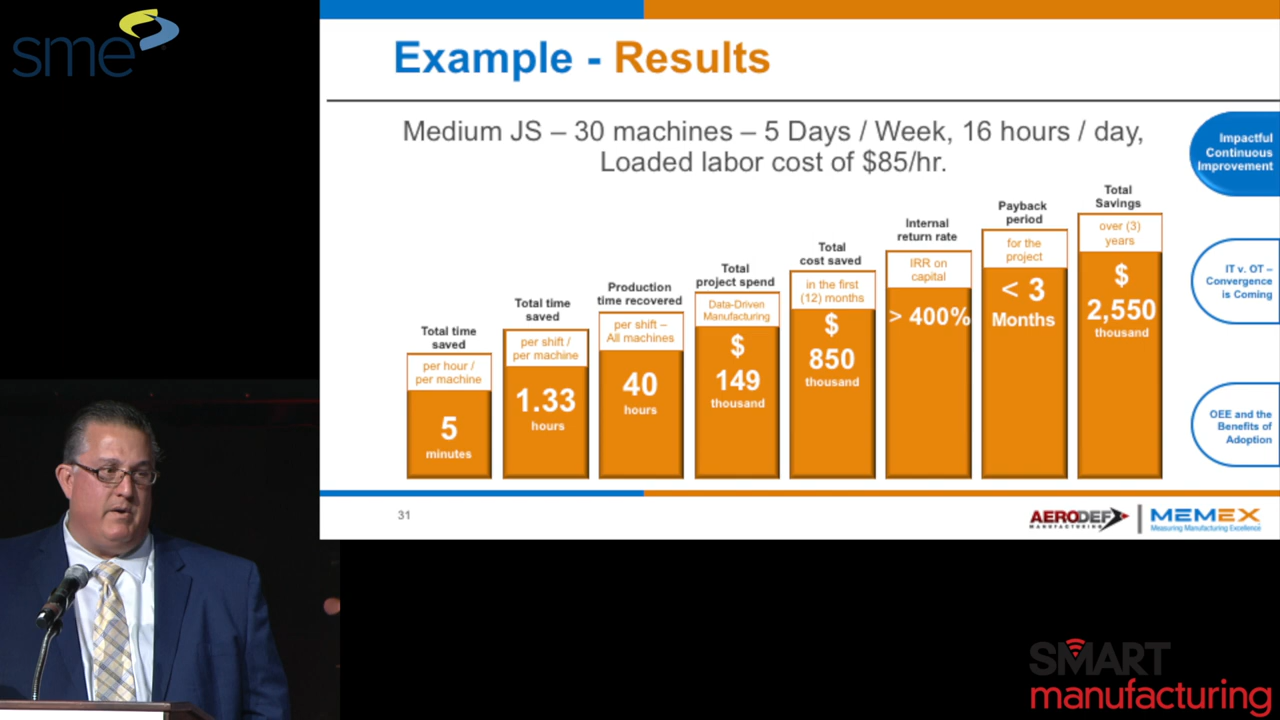 sme
Example - Results
Medium JS – 30 machines – 5 Days / Week, 16 hours / day,
Loaded labor cost of $85/hr.
Total time
saved
per hour /
per machine
5
minutes
Total time
saved
per shift /
per machine
1.33
hours
Production
time recovered
per shift –
All machines
40
hours
Total
project spend
Data-Driven
Manufacturing
$
149
thousand
Total
cost saved
in the first
(12) months
$
850
thousand
Internal
return rate
IRR on
capital
> 400%
Payback
period
for the
project
< 3
Months
Total
Savings
over (3)
years
$
2,550
thousand
Impactful
Continuous
Improvement
IT v. OT –
Convergence
is Coming
OEE and the
Benefits of
Adoption
31
AERODEF
MANUFACTURING
MEMEX
Measuring Manufacturing Excellence
SMART
manufacturing